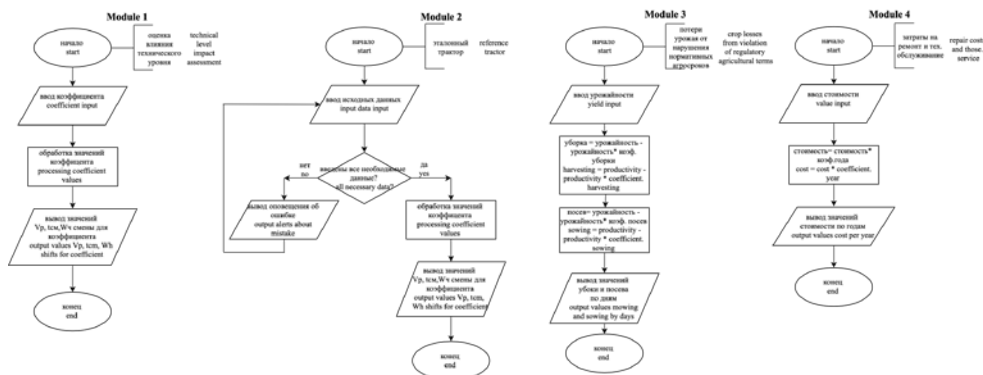 Module 1
начало
start
оценка
влияния
технического
уровня
technical
level
impact
assessment
ввод коэффициента
coefficient input
обработка значений
коэффицента
processing coefficient
values
вывод значений
Vp, tсм,Wч смены для
коэффициента
output values Vp, tcm, Wh
shifts for coefficient
конец
end
Module 2
начало
start
эталонный
трактор
reference
tractor
ввод исходных данных
input data input
нет
no
введены все необходимые
данные?
all necessary data?
да
yes
вывод оповещения об
ошибке
output alerts about
mistake
обработка значений
коэффициента
processing coefficient
values
вывод значений
Vp, tсм,Wч смены для
коэффициента
output values Vp, tcm,
Wh shifts for coefficient
конец
end
Module 3
начало
start
потери
урожая от
нарушения
нормативных
агросроков
crop losses
from violation
of regulatory
agricultural terms
ввод урожайности
yield input
уборка = урожайность -
урожайность* коэф.
уборки
harvesting = productivity -
productivity * coefficient.
harvesting
посев= урожайность -
урожайность* коэф. посев
sowing = productivity -
productivity * coefficient.
sowing
вывод значений
убоки и посева
по дням
output values mowing
and sowing by days
конец
end
Module 4
начало
start
затраты на
ремонт и тех.
обслуживание
repair cost
and those.
service
ввод стоимости
value input
стоимость= стоимость*
коэф.года
cost = cost * coefficient.
year
вывод значений
стоимости по годам
output values cost per year
конец
end